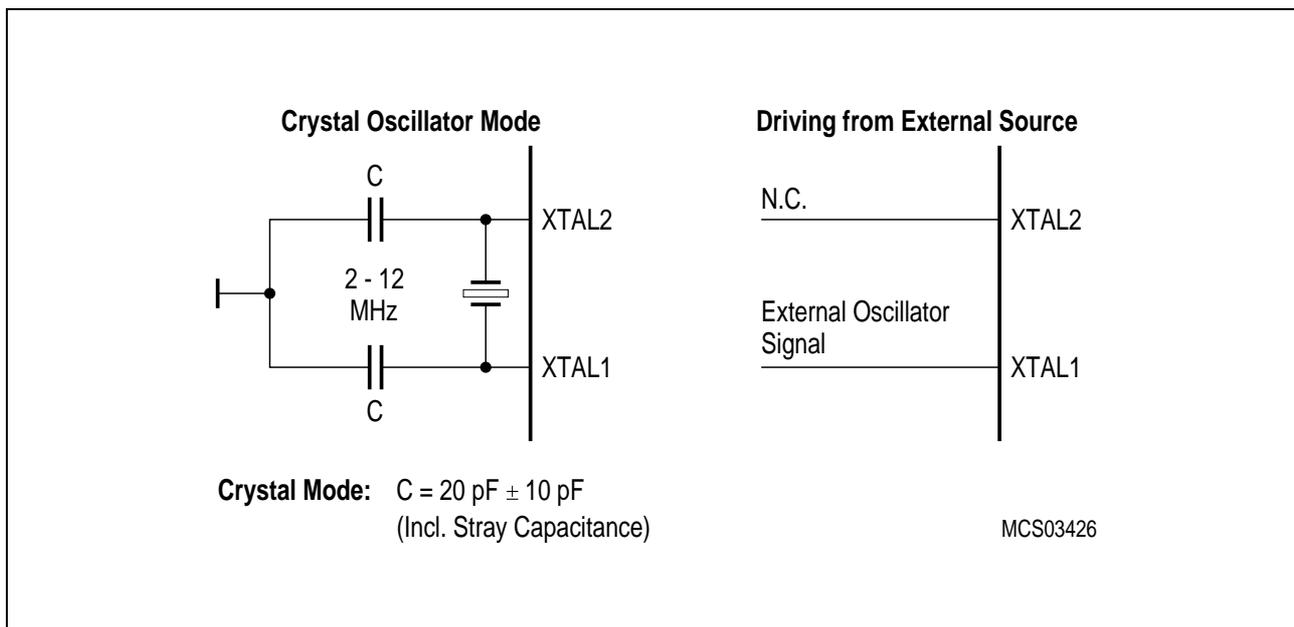 Crystal Oscillator Mode
C
XTAL2
2 - 12
MHz
XTAL1
C
Crystal Mode: C = 20 pF ± 10 pF
(Incl. Stray Capacitance)
Driving from External Source
N.C.
XTAL2
External Oscillator
Signal
XTAL1
MCS03426